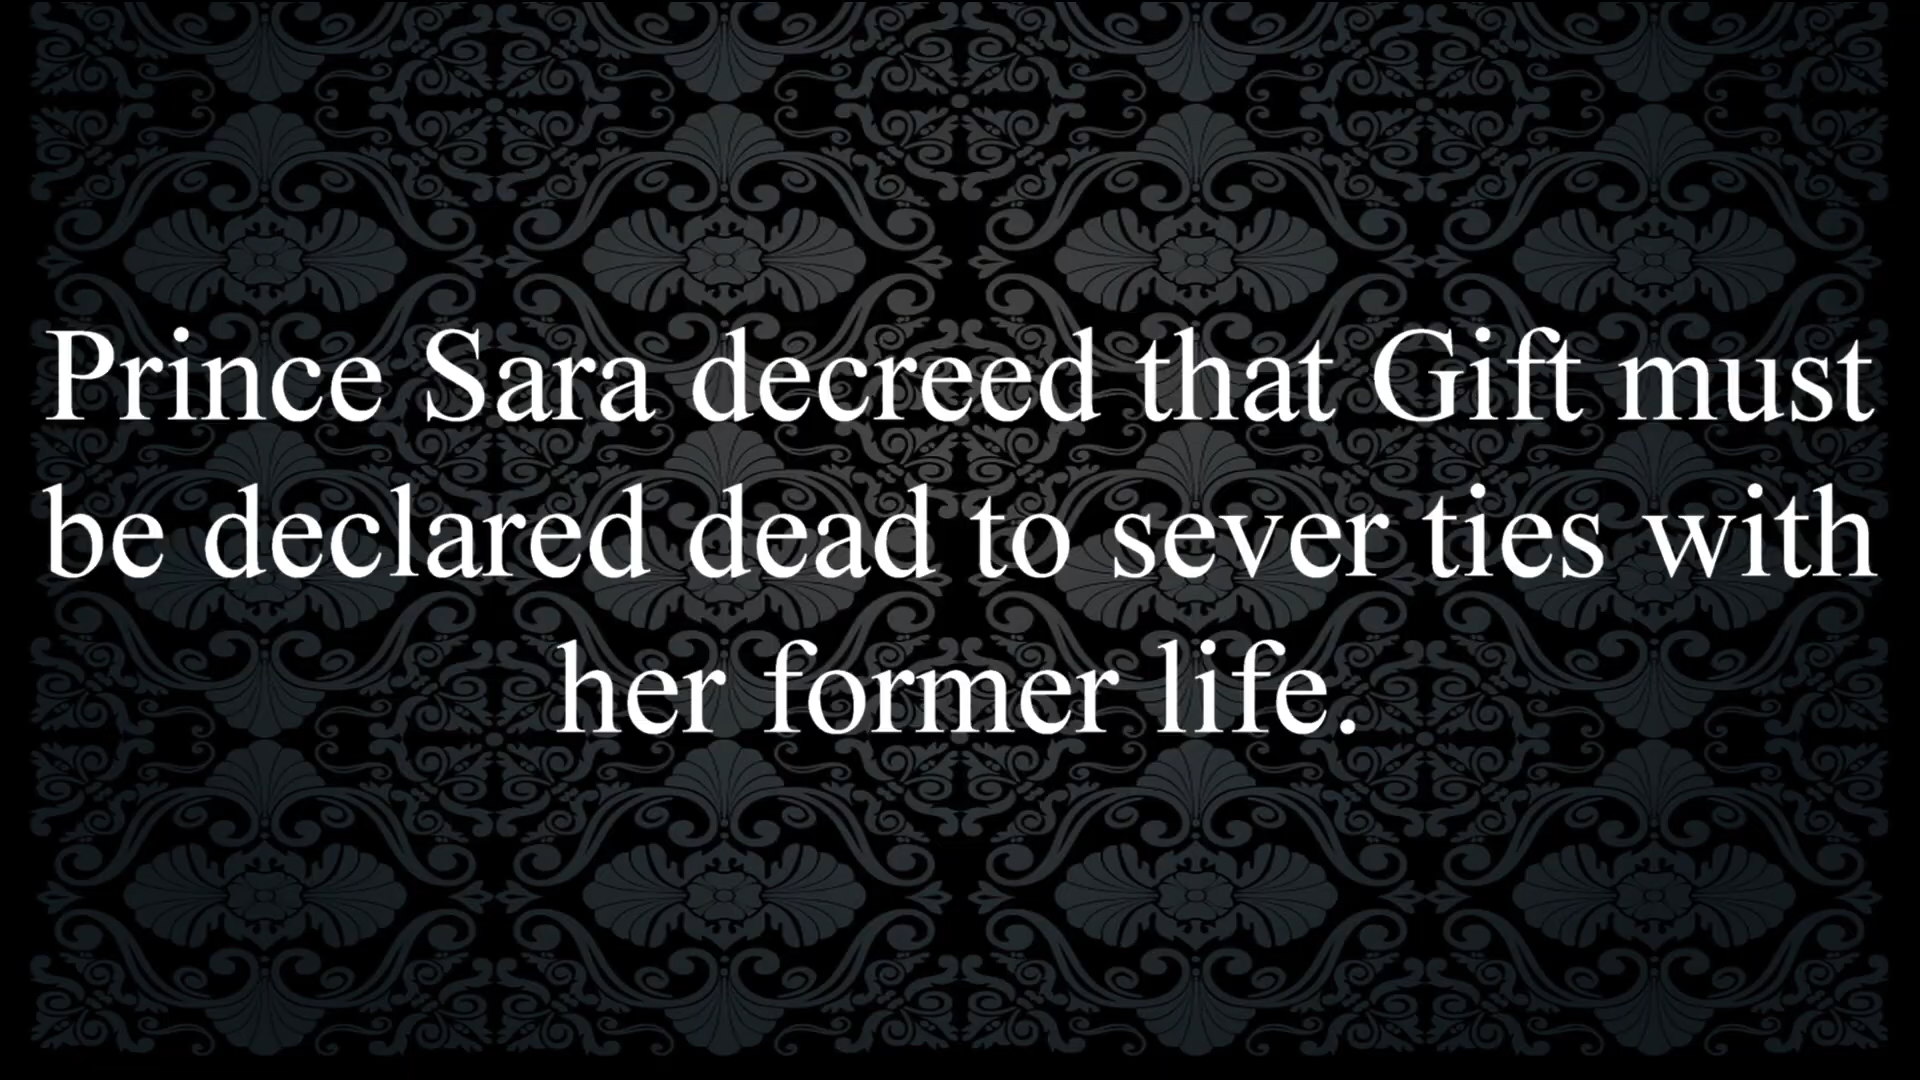 Prince Sara decreed that Gift must
be declared dead to sever ties with
her former life.